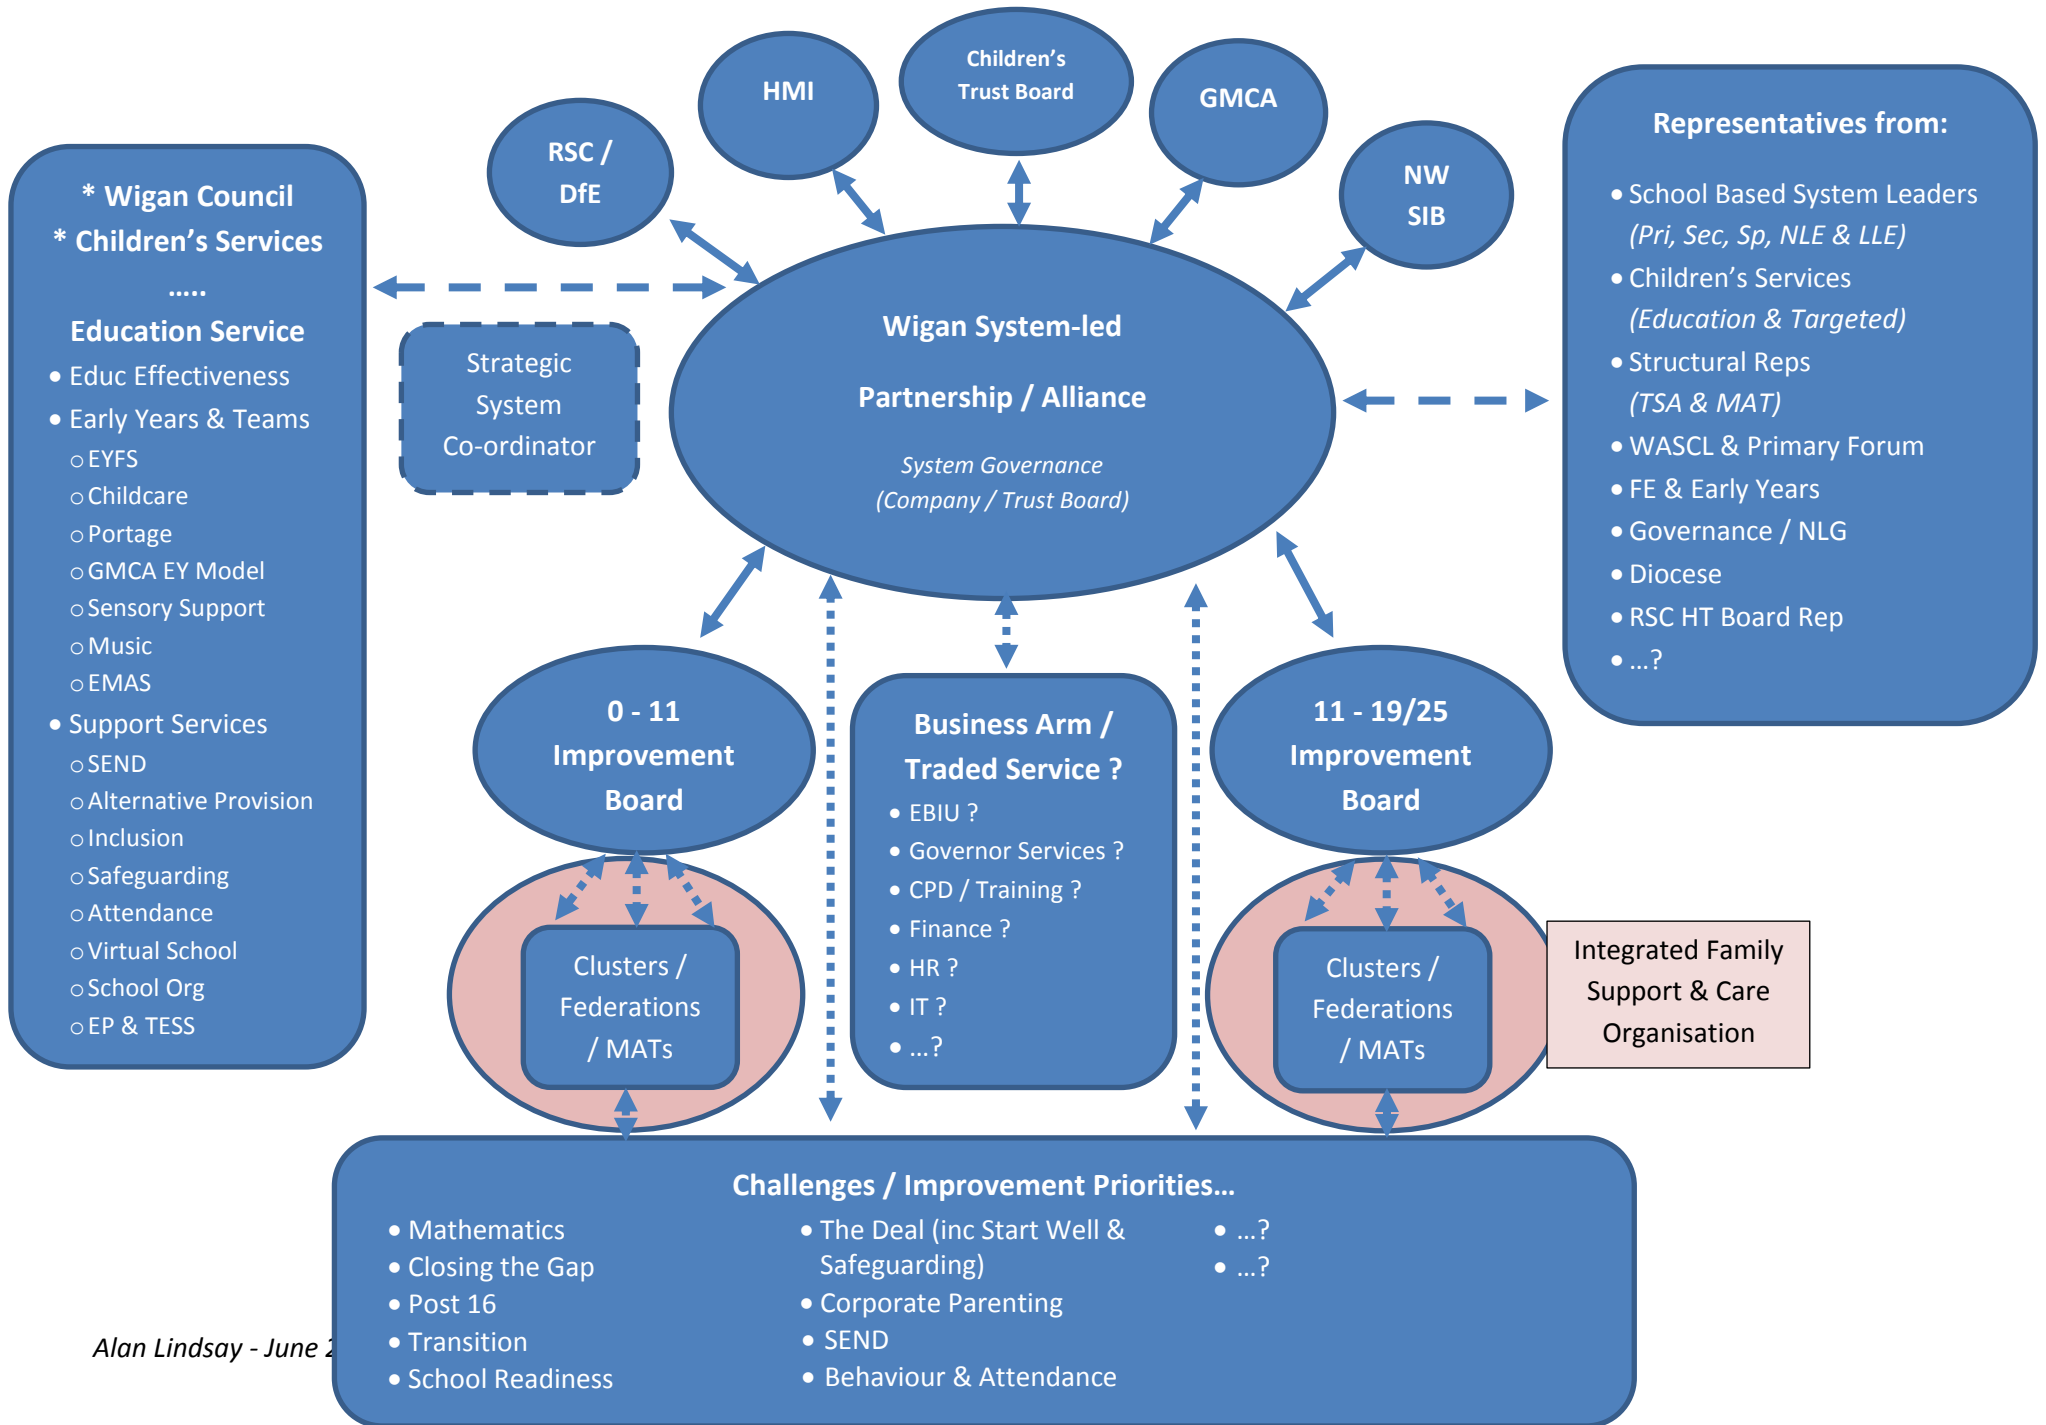 Children’s
Trust Board
HMI
GMCA
RSC /
DfE
NW
SIB
* Wigan Council
* Children’s Services
…..
Education Service
• Educ Effectiveness
• Early Years & Teams
o EYFS
o Childcare
o Portage
o GMCA EY Model
o Sensory Support
o Music
o EMAS
• Support Services
o SEND
o Alternative Provision
o Inclusion
o Safeguarding
o Attendance
o Virtual School
o School Org
o EP & TESS
Strategic
System
Co-ordinator
Wigan System-led
Partnership / Alliance
System Governance
(Company / Trust Board)
Representatives from:
• School Based System Leaders
(Pri, Sec, Sp, NLE & LLE)
• Children’s Services
(Education & Targeted)
• Structural Reps
(TSA & MAT)
• WASCL & Primary Forum
• FE & Early Years
• Governance / NLG
• Diocese
• RSC HT Board Rep
• …?
0 - 11
Improvement
Board
Business Arm /
Traded Service ?
• EBIU ?
• Governor Services ?
• CPD / Training ?
• Finance ?
• HR ?
• IT ?
• …?
11 - 19/25
Improvement
Board
Clusters /
Federations
/ MATs
Clusters /
Federations
/ MATs
Integrated Family
Support & Care
Organisation
Challenges / Improvement Priorities…
• Mathematics
• Closing the Gap
• Post 16
• Transition
• School Readiness
• The Deal (inc Start Well &
Safeguarding)
• Corporate Parenting
• SEND
• Behaviour & Attendance
• …?
• …?
Alan Lindsay - June